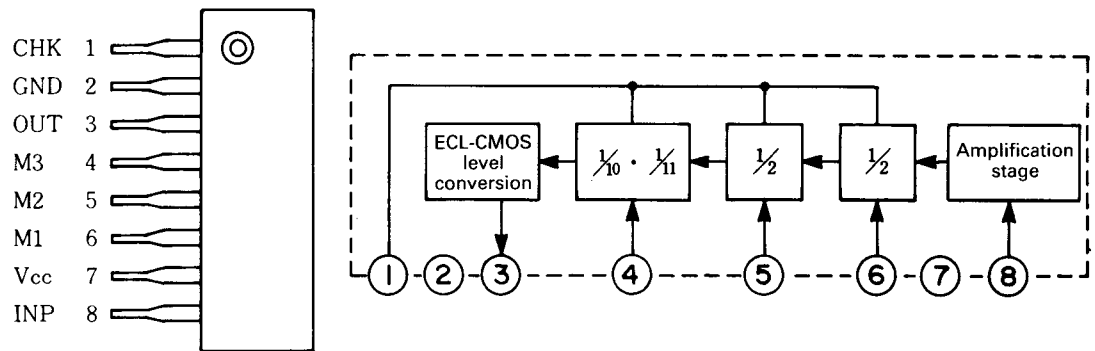 CHK 1
GND 2
OUT 3
M3 4
M2 5
M1 6
Vcc 7
INP 8
ECL-CMOS
level
conversion
1/10 · 1/11
1/2
1/2
Amplification
stage
1 2 3 4 5 6 7 8